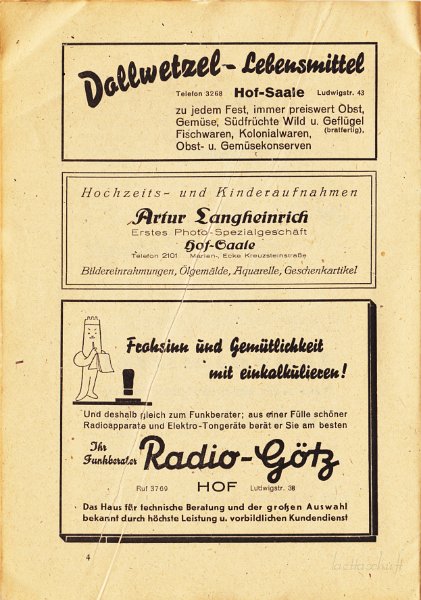 Dollwetzel - Lebensmittel
Telefon 3268 Hof-Saale Ludwigstr. 43
zu jedem Fest, immer preiswert Obst,
Gemüse, Südfrüchte Wild u. Geflügel
(bratfertig),
Fischwaren, Kolonialwaren,
Obst- u. Gemüsekonserven
Hochzeits- und Kinderaufnahmen
Artur Langheinrich
Erstes Photo-Spezialgeschäft
Hof-Saale
Telefon 2101 Marien-, Ecke Kreuzsteinstraße
Bildereinrahmungen, Ölgemälde, Aquarelle, Geschenkartikel
Frohsinn und Gemütlichkeit
mit einkalkulieren!
Und deshalb gleich zum Funkberater; aus einer Fülle schöner
Radioapparate und Elektro-Tongeräte berät er Sie am besten
Ihr
Funkberater Radio-Götz
Ruf 3769 HOF Ludwigstr. 38
Das Haus für technische Beratung und der großen Auswahl
bekannt durch höchste Leistung u. vorbildlichen Kundendienst
4